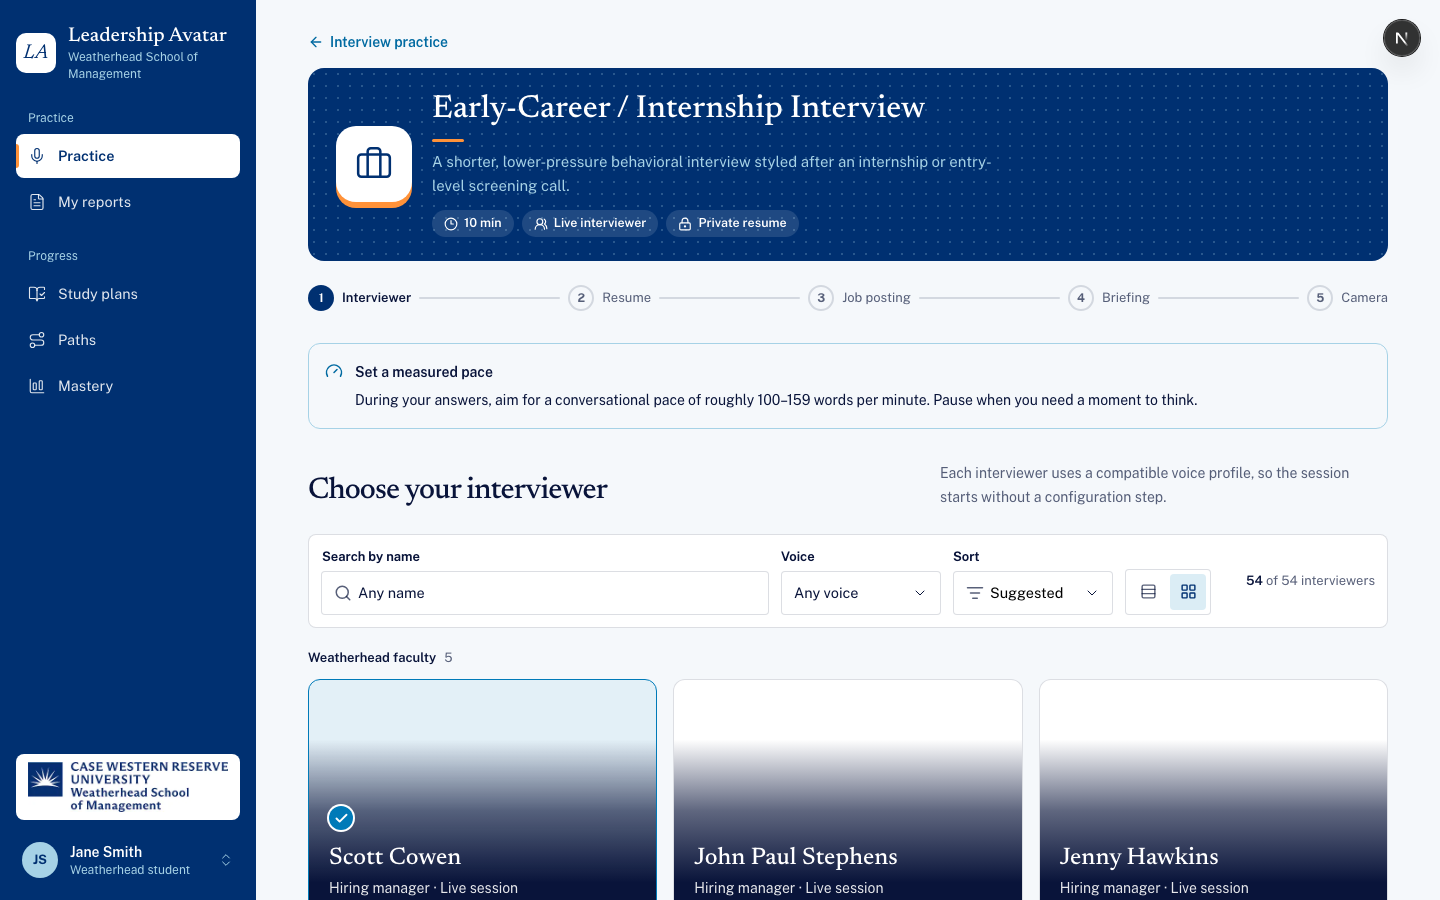 LA
Leadership Avatar
Weatherhead School of
Management
Practice
Practice
My reports
Progress
Study plans
Paths
Mastery
CASE WESTERN RESERVE
UNIVERSITY
Weatherhead School
of Management
JS
Jane Smith
Weatherhead student
Interview practice
N
Early-Career / Internship Interview
A shorter, lower-pressure behavioral interview styled after an internship or entry-
level screening call.
10 min
Live interviewer
Private resume
1 Interviewer
2 Resume
3 Job posting
4 Briefing
5 Camera
Set a measured pace
During your answers, aim for a conversational pace of roughly 100–159 words per minute. Pause when you need a moment to think.
Choose your interviewer
Each interviewer uses a compatible voice profile, so the session
starts without a configuration step.
Search by name
Any name
Voice
Any voice
Sort
Suggested
54 of 54 interviewers
Weatherhead faculty 5
Scott Cowen
Hiring manager · Live session
John Paul Stephens
Hiring manager · Live session
Jenny Hawkins
Hiring manager · Live session